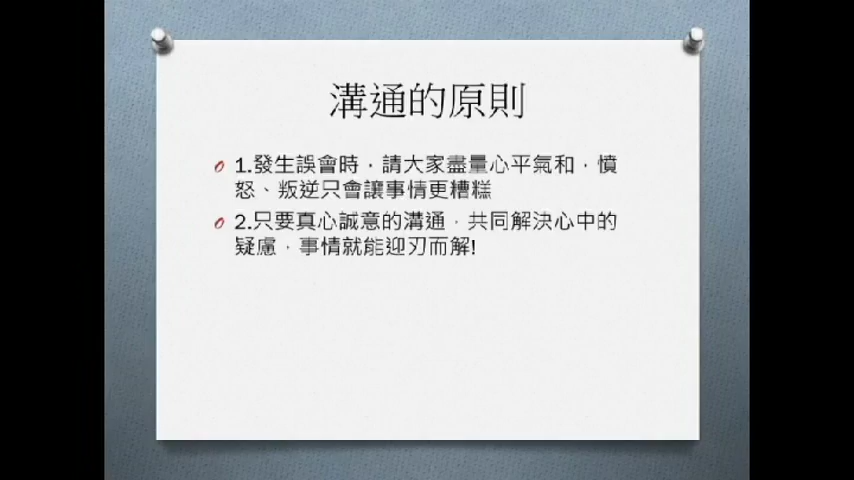 溝通的原則
1.發生誤會時，請大家盡量心平氣和，憤
怒、叛逆只會讓事情更糟糕
2.只要真心誠意的溝通，共同解決心中的
疑慮，事情就能迎刃而解!